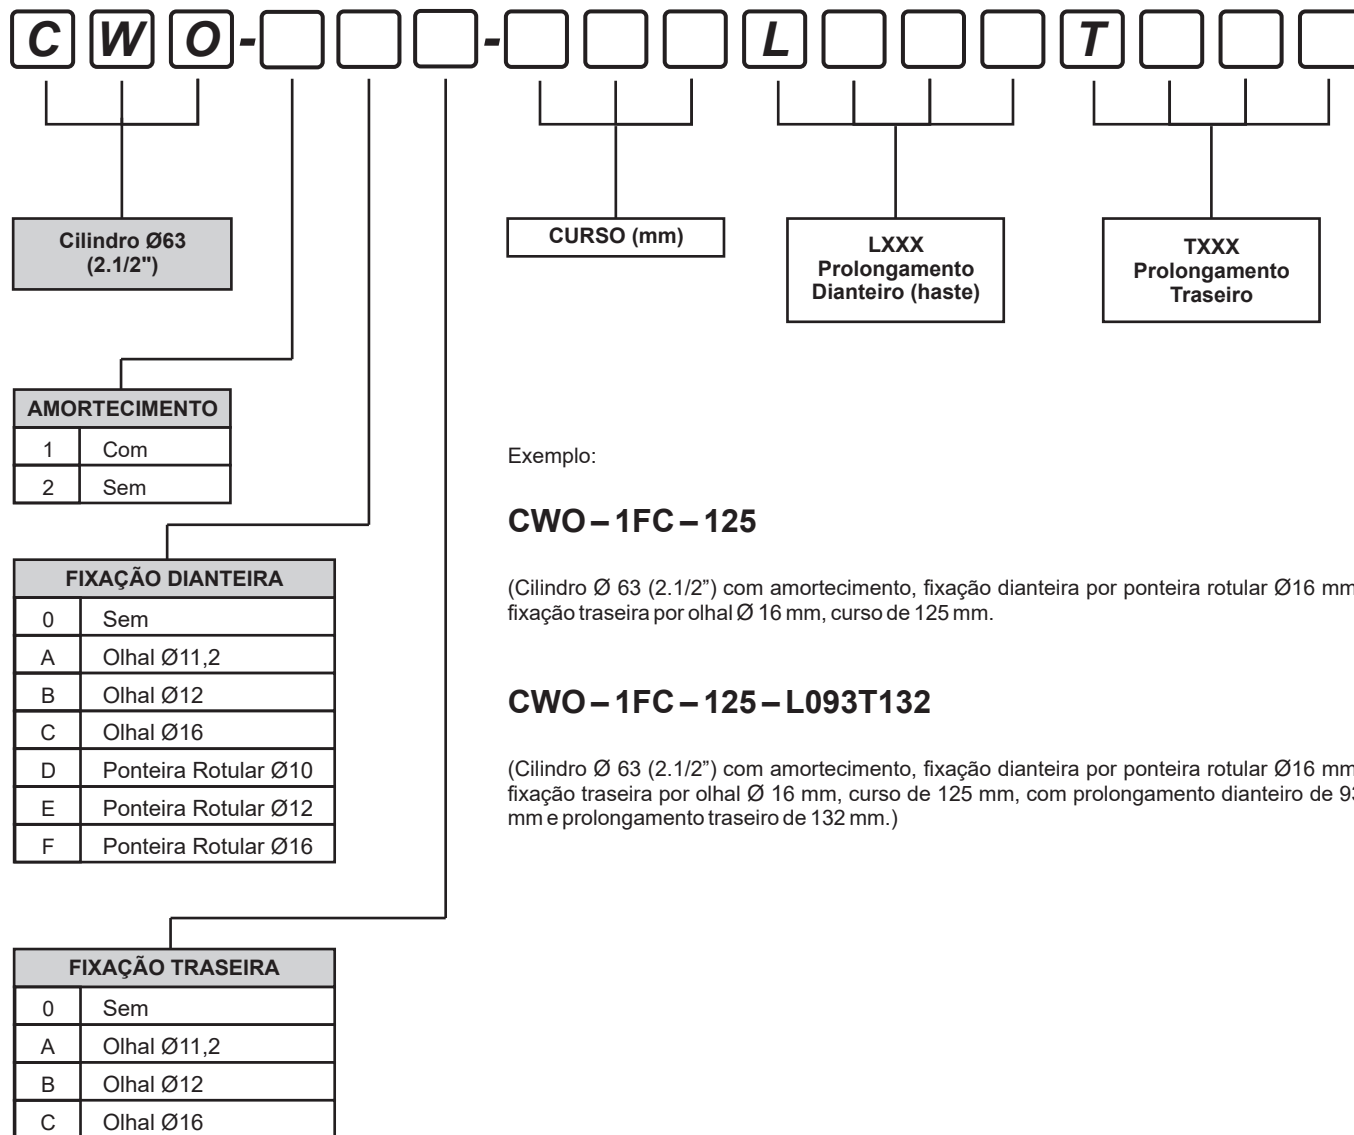 CWO- - L T
Cilindro Ø63
(2.1/2")
CURSO (mm)
LXXX
Prolongamento
Dianteiro (haste)
TXXX
Prolongamento
Traseiro
AMORTECIMENTO
1 Com
2 Sem
Exemplo:
CWO – 1FC – 125
(Cilindro Ø 63 (2.1/2”) com amortecimento, fixação dianteira por ponteira rotular Ø16 mm
fixação traseira por olhal Ø 16 mm, curso de 125 mm.
CWO – 1FC – 125 – L093T132
(Cilindro Ø 63 (2.1/2”) com amortecimento, fixação dianteira por ponteira rotular Ø16 mm
fixação traseira por olhal Ø 16 mm, curso de 125 mm, com prolongamento dianteiro de 93
mm e prolongamento traseiro de 132 mm.)
FIXAÇÃO DIANTEIRA
0 Sem
A Olhal Ø11,2
B Olhal Ø12
C Olhal Ø16
D Ponteira Rotular Ø10
E Ponteira Rotular Ø12
F Ponteira Rotular Ø16
FIXAÇÃO TRASEIRA
0 Sem
A Olhal Ø11,2
B Olhal Ø12
C Olhal Ø16